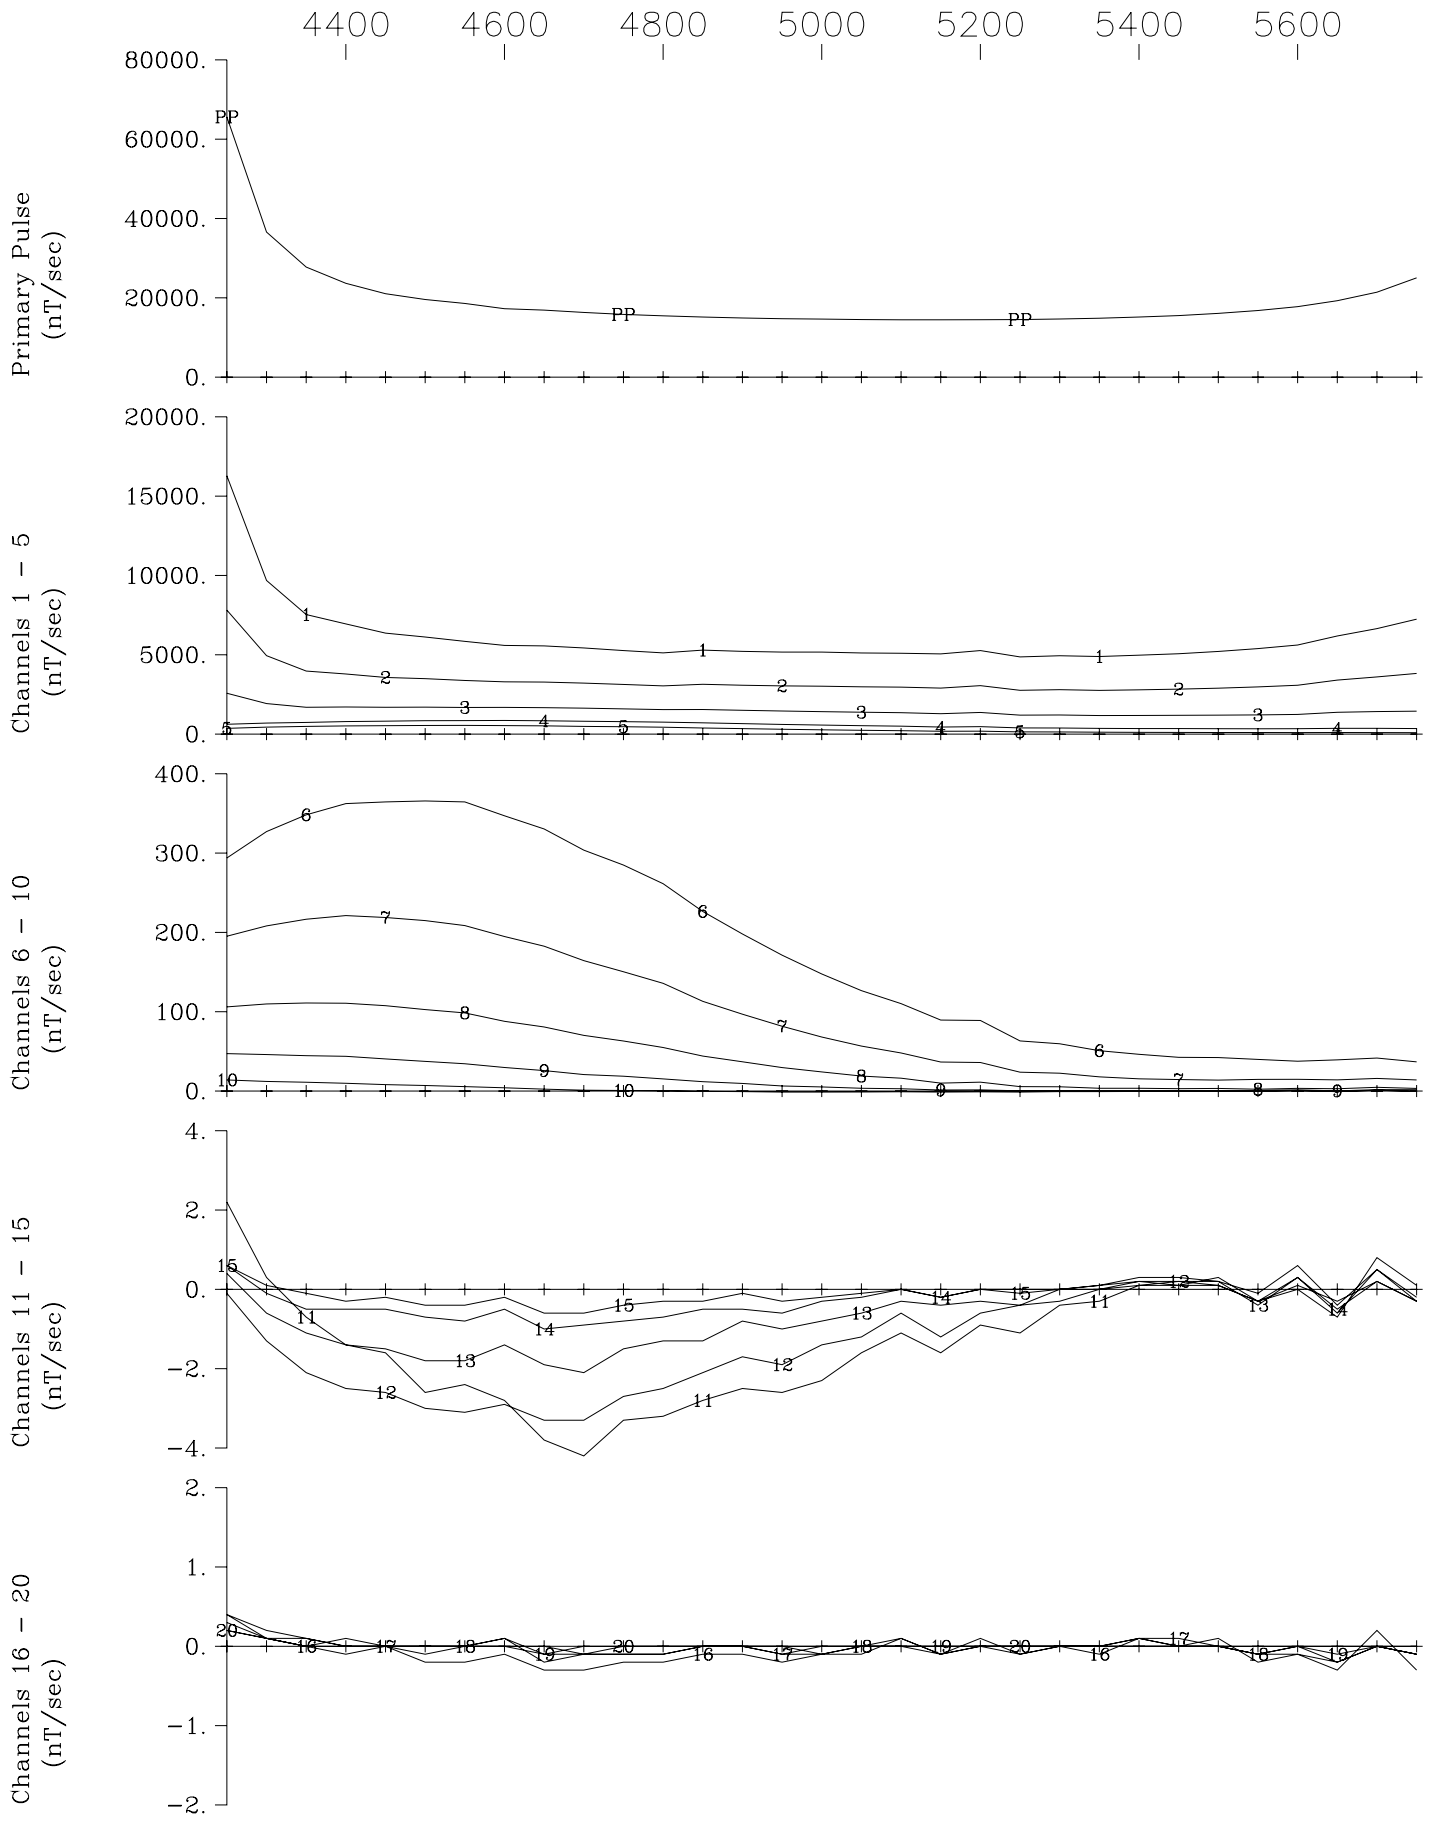 4400 4600 4800 5000 5200 5400 5600
80000.
PP
60000.
40000.
20000.
PP PP
0.
Primary Pulse
(nT/sec)
20000.
15000.
10000.
1
5000.
1 1
2 2 2
3 3 3
5 4 5 4 5 4
0.
Channels 1 - 5
(nT/sec)
400.
6
300.
7 6
200.
100.
8 7 6
10 9 8 7
0.
10 9 8 9
Channels 6 - 10
(nT/sec)
4.
2.
15 12
0.
11 15 13 14 15 11 13 14
14
13 12
-2.
12 11
-4.
Channels 11 - 15
(nT/sec)
2.
1.
20 17
0.
16 17 18 19 20 16 17 18 19 20 16 18 19
-1.
-2.
Channels 16 - 20
(nT/sec)